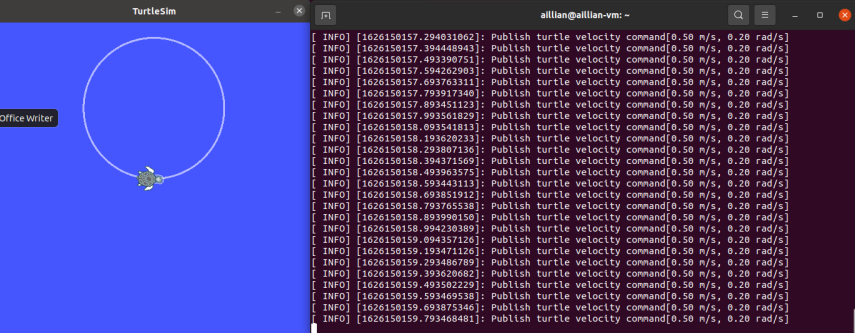 TurtleSim
Office Writer
aillian@aillian-vm: ~
[ INFO] [1626150157.294031062]: Publish turtle velocity command[0.50 m/s, 0.20 rad/s]
[ INFO] [1626150157.394448943]: Publish turtle velocity command[0.50 m/s, 0.20 rad/s]
[ INFO] [1626150157.493390751]: Publish turtle velocity command[0.50 m/s, 0.20 rad/s]
[ INFO] [1626150157.594262903]: Publish turtle velocity command[0.50 m/s, 0.20 rad/s]
[ INFO] [1626150157.693763311]: Publish turtle velocity command[0.50 m/s, 0.20 rad/s]
[ INFO] [1626150157.793917340]: Publish turtle velocity command[0.50 m/s, 0.20 rad/s]
[ INFO] [1626150157.893451123]: Publish turtle velocity command[0.50 m/s, 0.20 rad/s]
[ INFO] [1626150157.993561829]: Publish turtle velocity command[0.50 m/s, 0.20 rad/s]
[ INFO] [1626150158.093541813]: Publish turtle velocity command[0.50 m/s, 0.20 rad/s]
[ INFO] [1626150158.193620233]: Publish turtle velocity command[0.50 m/s, 0.20 rad/s]
[ INFO] [1626150158.293807136]: Publish turtle velocity command[0.50 m/s, 0.20 rad/s]
[ INFO] [1626150158.394371569]: Publish turtle velocity command[0.50 m/s, 0.20 rad/s]
[ INFO] [1626150158.493963575]: Publish turtle velocity command[0.50 m/s, 0.20 rad/s]
[ INFO] [1626150158.593443113]: Publish turtle velocity command[0.50 m/s, 0.20 rad/s]
[ INFO] [1626150158.693851912]: Publish turtle velocity command[0.50 m/s, 0.20 rad/s]
[ INFO] [1626150158.793765538]: Publish turtle velocity command[0.50 m/s, 0.20 rad/s]
[ INFO] [1626150158.893990150]: Publish turtle velocity command[0.50 m/s, 0.20 rad/s]
[ INFO] [1626150158.994230389]: Publish turtle velocity command[0.50 m/s, 0.20 rad/s]
[ INFO] [1626150159.094357126]: Publish turtle velocity command[0.50 m/s, 0.20 rad/s]
[ INFO] [1626150159.193471126]: Publish turtle velocity command[0.50 m/s, 0.20 rad/s]
[ INFO] [1626150159.293486789]: Publish turtle velocity command[0.50 m/s, 0.20 rad/s]
[ INFO] [1626150159.393620682]: Publish turtle velocity command[0.50 m/s, 0.20 rad/s]
[ INFO] [1626150159.493502229]: Publish turtle velocity command[0.50 m/s, 0.20 rad/s]
[ INFO] [1626150159.593469538]: Publish turtle velocity command[0.50 m/s, 0.20 rad/s]
[ INFO] [1626150159.693875346]: Publish turtle velocity command[0.50 m/s, 0.20 rad/s]
[ INFO] [1626150159.793468481]: Publish turtle velocity command[0.50 m/s, 0.20 rad/s]